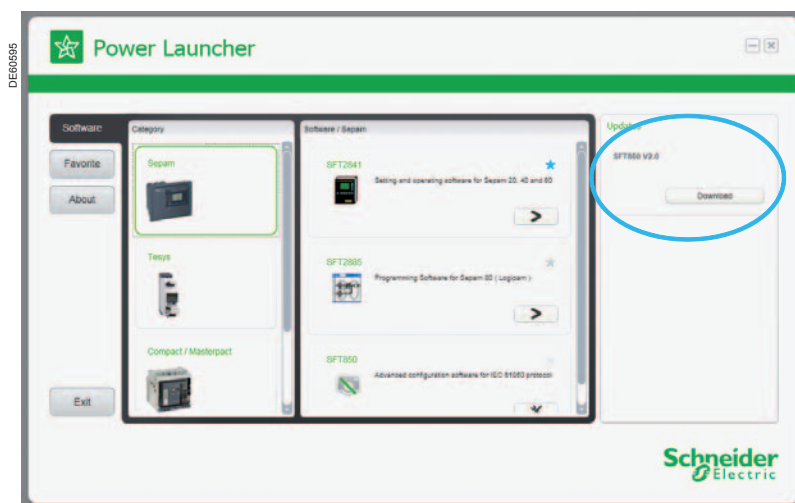 DE60595
Power Launcher
Software
Favorite
About
Exit
Category
Sepam
Tesys
Compact / Masterpact
Software / Sepam
SFT2841
Setting and operating software for Sepam 20, 40 and 80
>
SFT2885
Programming Software for Sepam 80 ( Logipam )
>
SFT850
Advanced configuration software for IEC 61850 protocol
Updates
SFT850 V2.0
Download
Schneider
Electric